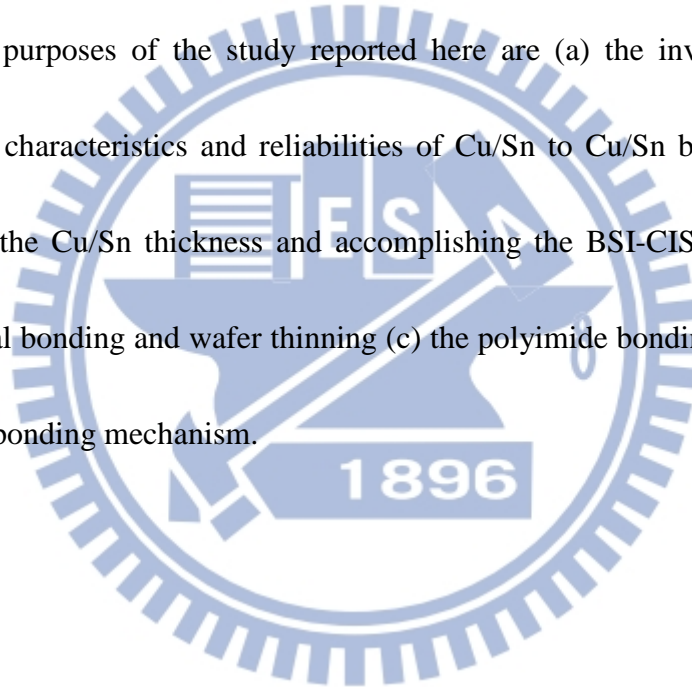 purposes of the study reported here are (a) the inv
characteristics and reliabilities of Cu/Sn to Cu/Sn b
the Cu/Sn thickness and accomplishing the BSI-CIS
al bonding and wafer thinning (c) the polyimide bondin
bonding mechanism.
E S A
1896